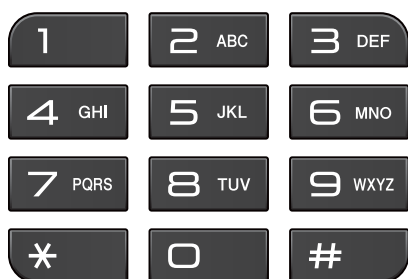 1 2 ABC 3 DEF
4 GHI 5 JKL 6 MNO
7 PQRS 8 TUV 9 WXYZ
* 0 #